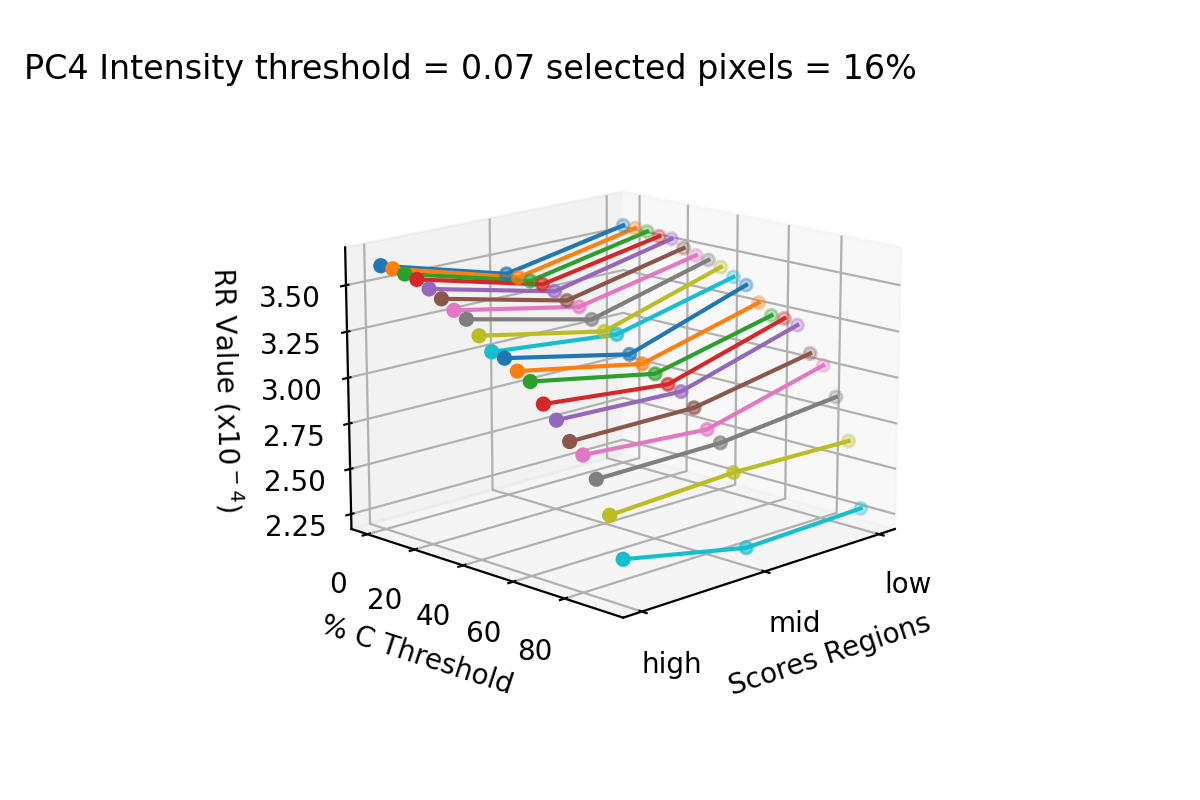 PC4 Intensity threshold = 0.07 selected pixels = 16%
RR Value (x10⁻⁴)
3.50
3.25
3.00
2.75
2.50
2.25
0
20
40
60
80
% C Threshold
high
mid
low
Scores Regions